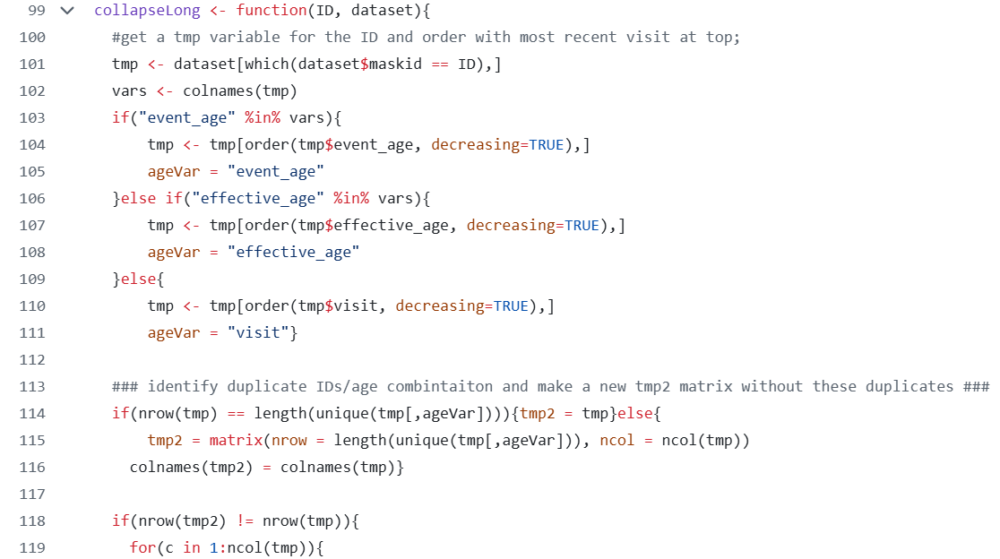 99 collapseLong <- function(ID, dataset){
100 #get a tmp variable for the ID and order with most recent visit at top;
101 tmp <- dataset[which(dataset$maskid == ID),]
102 vars <- colnames(tmp)
103 if("event_age" %in% vars){
104 tmp <- tmp[order(tmp$event_age, decreasing=TRUE),]
105 ageVar = "event_age"
106 }else if("effective_age" %in% vars){
107 tmp <- tmp[order(tmp$effective_age, decreasing=TRUE),]
108 ageVar = "effective_age"
109 }else{
110 tmp <- tmp[order(tmp$visit, decreasing=TRUE),]
111 ageVar = "visit"}
112
113 ### identify duplicate IDs/age combintaiton and make a new tmp2 matrix without these duplicates ###
114 if(nrow(tmp) == length(unique(tmp[,ageVar]))){tmp2 = tmp}else{
115 tmp2 = matrix(nrow = length(unique(tmp[,ageVar])), ncol = ncol(tmp))
116 colnames(tmp2) = colnames(tmp)}
117
118 if(nrow(tmp2) != nrow(tmp)){
119 for(c in 1:ncol(tmp)){